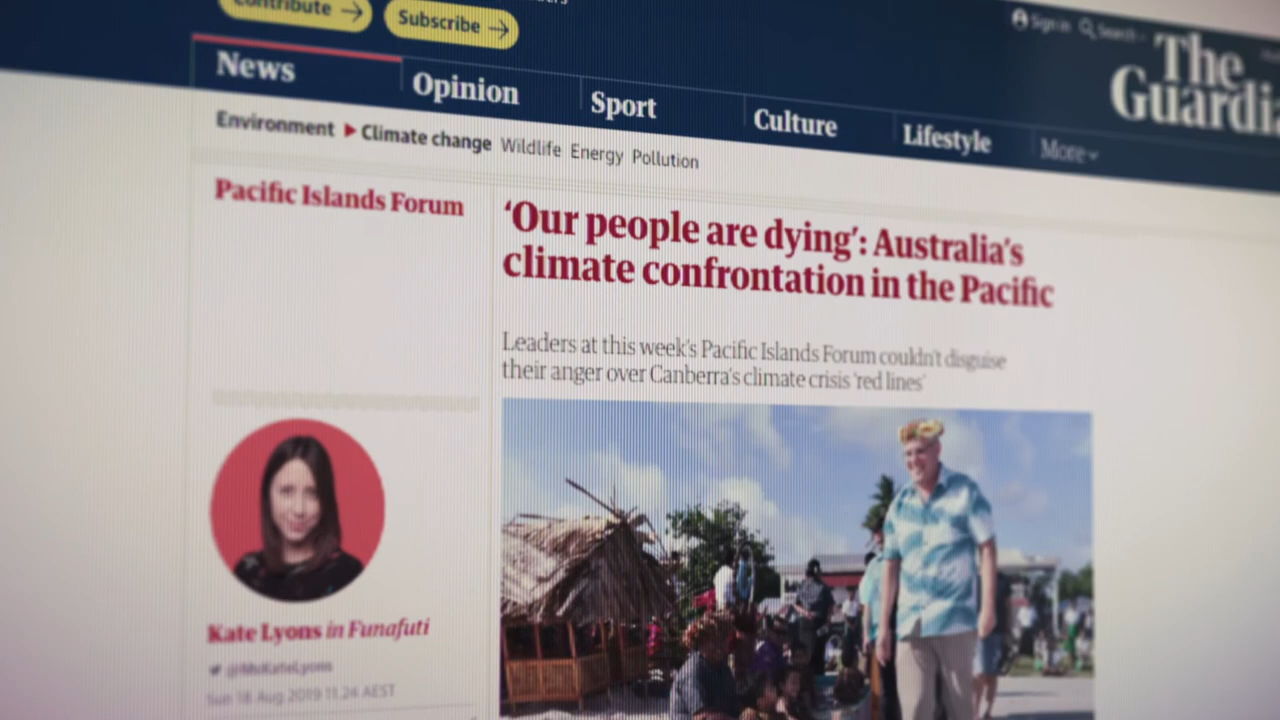 Contribute →
Subscribe →
Sign in
Search
The
Guardia
News
Opinion
Sport
Culture
Lifestyle
More
Environment
Climate change
Wildlife
Energy
Pollution
Pacific Islands Forum
‘Our people are dying’: Australia’s
climate confrontation in the Pacific
Leaders at this week’s Pacific Islands Forum couldn’t disguise
their anger over Canberra’s climate crisis ‘red lines’
Kate Lyons in Funafuti
@MsKateLyons
Sun 18 Aug 2019 11.24 AEST